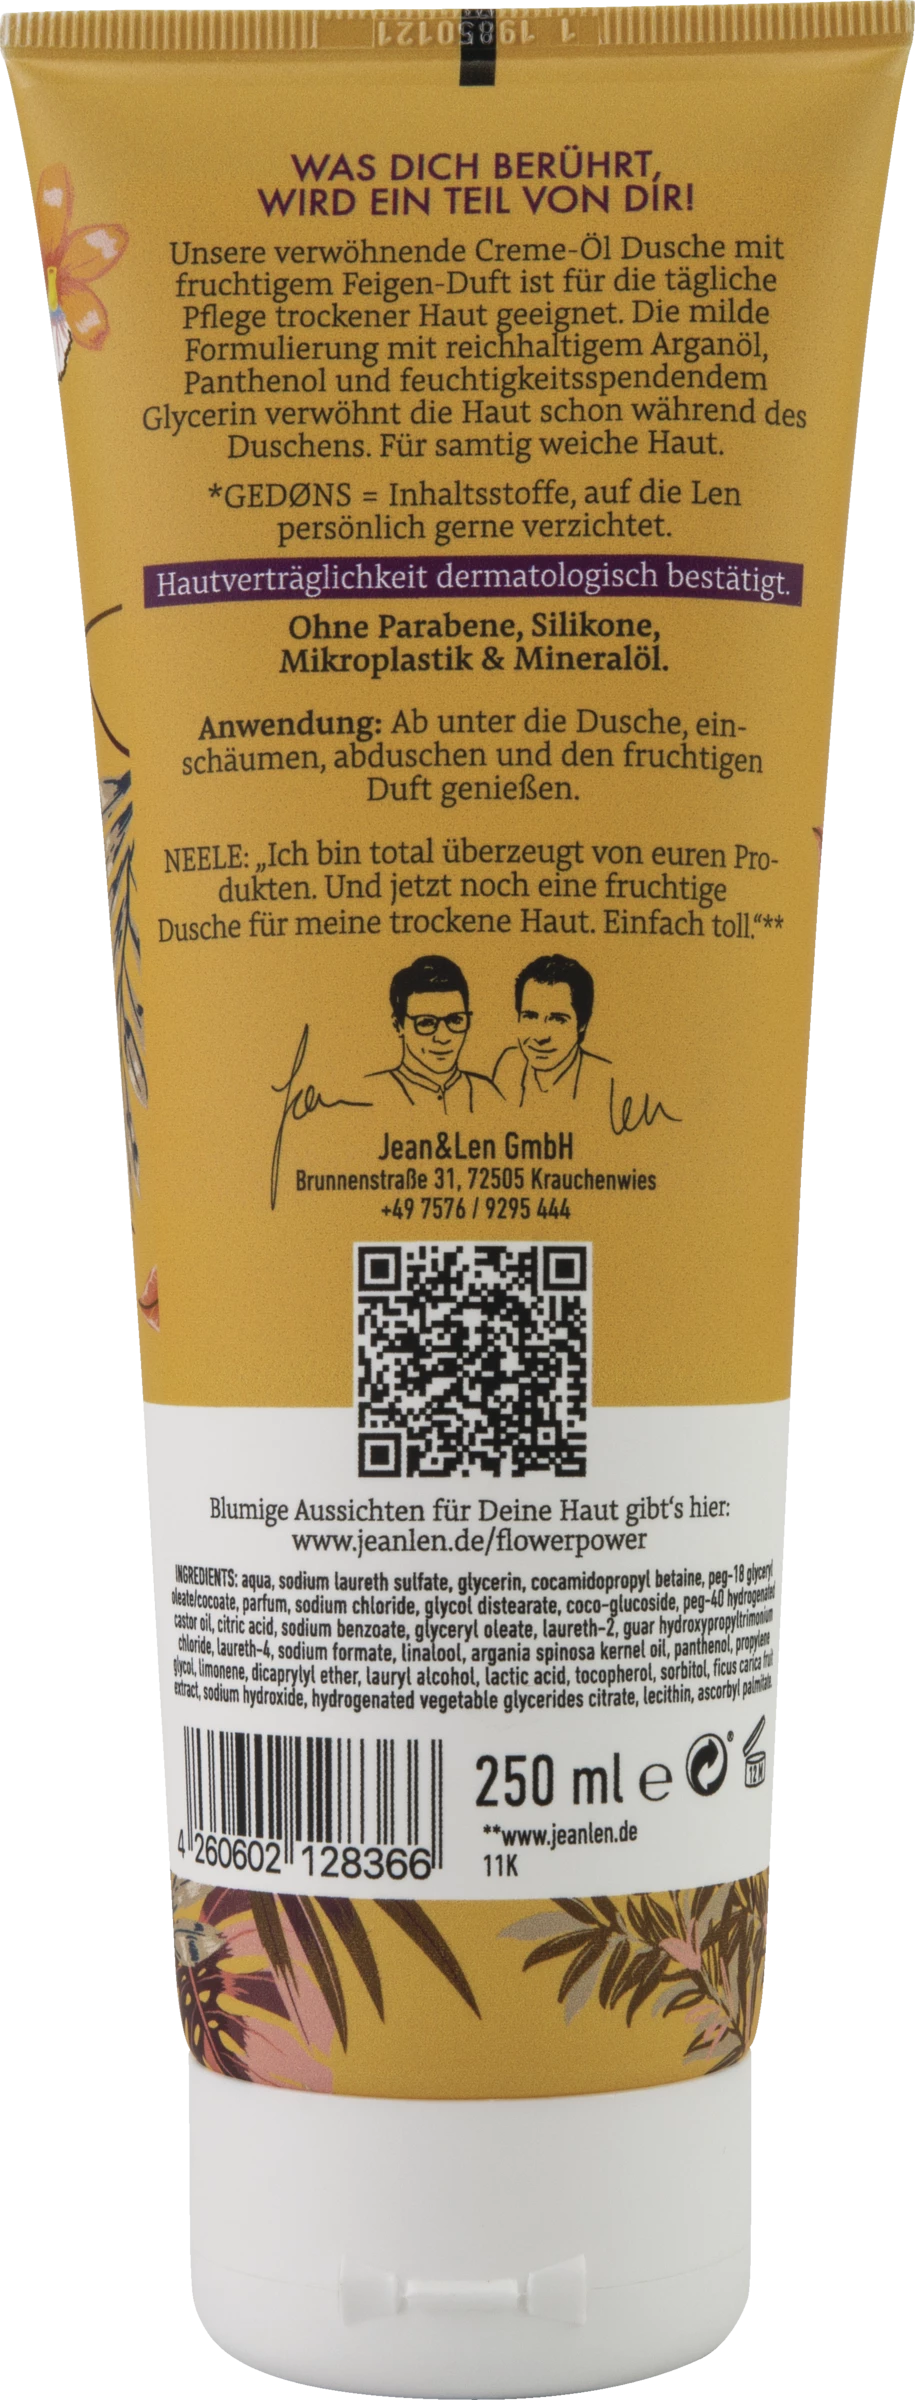 1 19850121
WAS DICH BERÜHRT,
WIRD EIN TEIL VON DIR!
Unsere verwöhnende Creme-Öl Dusche mit
fruchtigem Feigen-Duft ist für die tägliche
Pflege trockener Haut geeignet. Die milde
Formulierung mit reichhaltigem Arganöl,
Panthenol und feuchtigkeitsspendendem
Glycerin verwöhnt die Haut schon während des
Duschens. Für samtig weiche Haut.
*GEDØNS = Inhaltsstoffe, auf die Len
persönlich gerne verzichtet.
Hautverträglichkeit dermatologisch bestätigt.
Ohne Parabene, Silikone,
Mikroplastik & Mineralöl.
Anwendung: Ab unter die Dusche, ein-
schäumen, abduschen und den fruchtigen
Duft genießen.
NEELE: „Ich bin total überzeugt von euren Pro-
dukten. Und jetzt noch eine fruchtige
Dusche für meine trockene Haut. Einfach toll.“**
Jean Len
Jean&Len GmbH
Brunnenstraße 31, 72505 Krauchenwies
+49 7576 / 9295 444
Blumige Aussichten für Deine Haut gibt's hier:
www.jeanlen.de/flowerpower
INGREDIENTS: aqua, sodium laureth sulfate, glycerin, cocamidopropyl betaine, peg-18 glyceryl
oleate/cocoate, parfum, sodium chloride, glycol distearate, coco-glucoside, peg-40 hydrogenated
castor oil, citric acid, sodium benzoate, glyceryl oleate, laureth-2, guar hydroxypropyltrimonium
chloride, laureth-4, sodium formate, linalool, argania spinosa kernel oil, panthenol, propylene
glycol, limonene, dicaprylyl ether, lauryl alcohol, lactic acid, tocopherol, sorbitol, ficus carica fruit
extract, sodium hydroxide, hydrogenated vegetable glycerides citrate, lecithin, ascorbyl palmitate.
250 ml e 12M
**www.jeanlen.de
11K
4 260602 128366